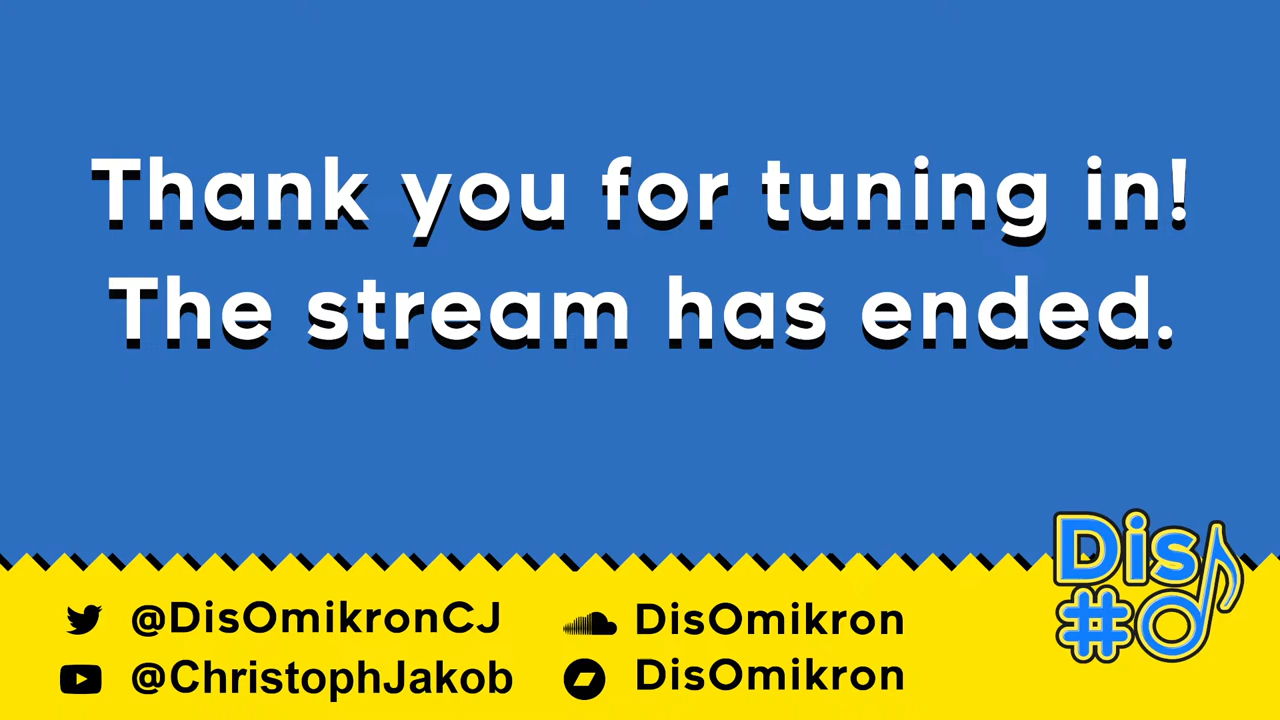 Thank you for tuning in!
The stream has ended.
@DisOmikronCJ
@ChristophJakob
DisOmikron
DisOmikron
Dis
#O